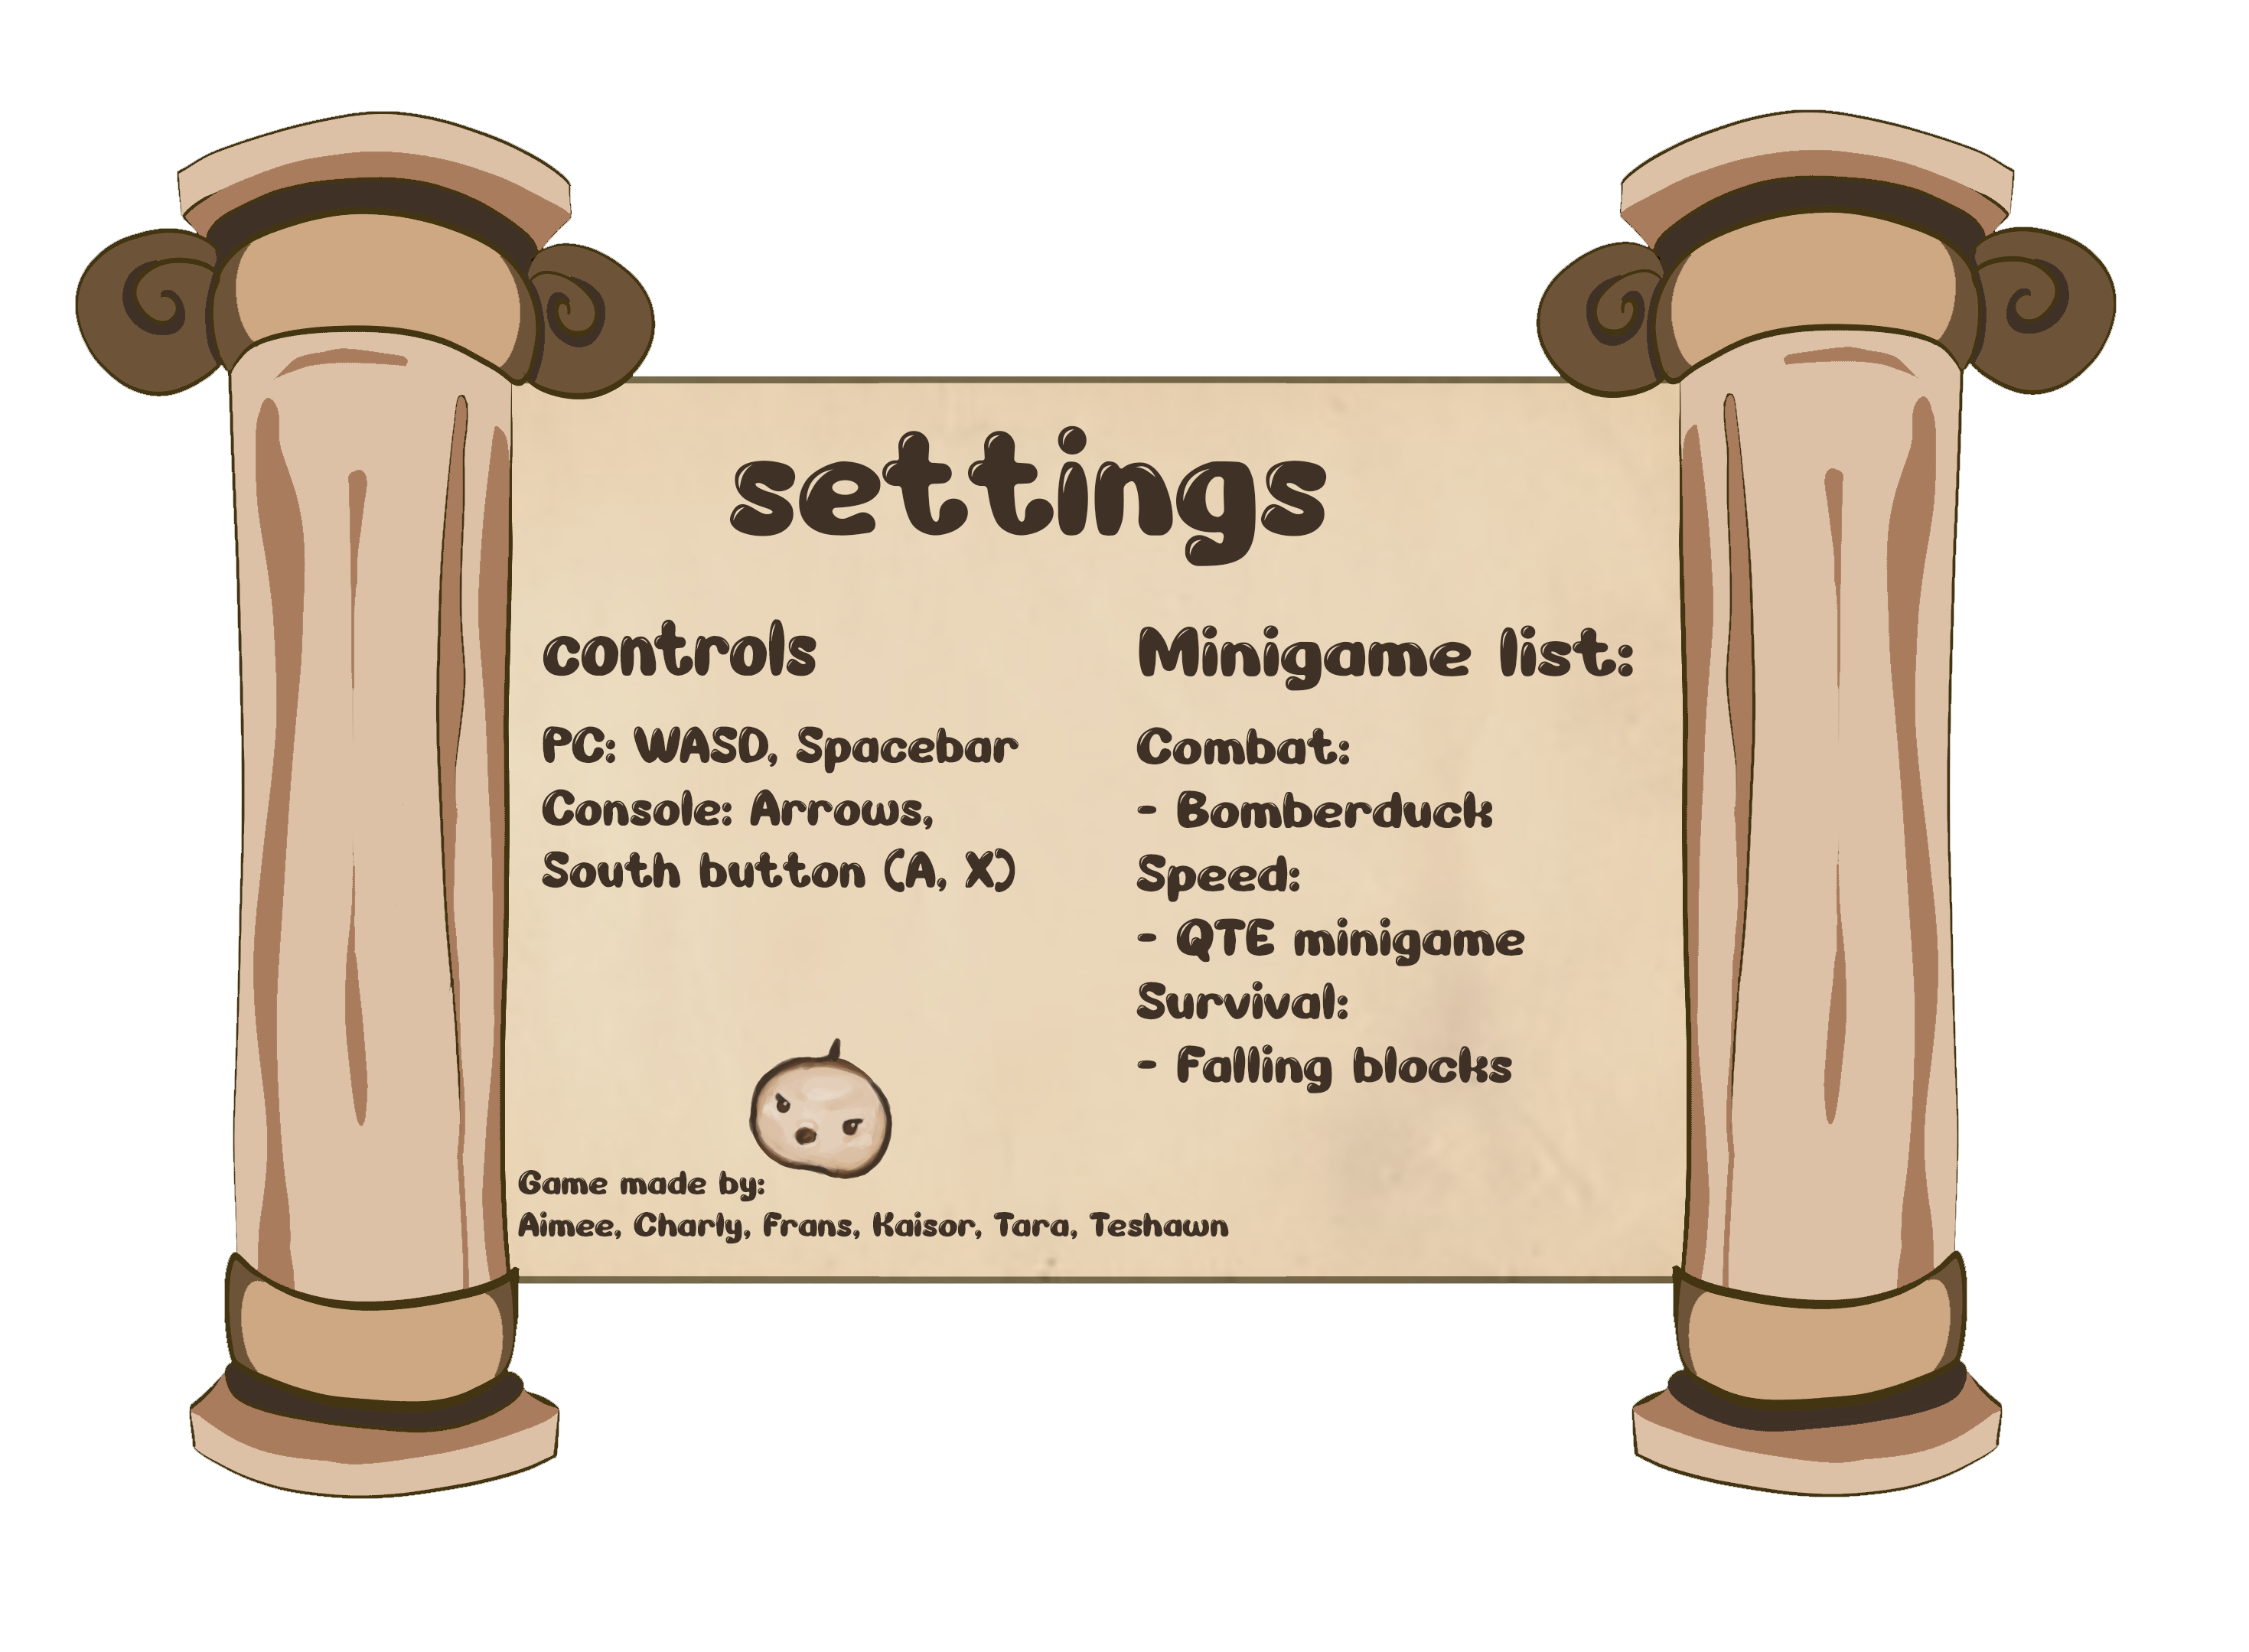 settings
controls
PC: WASD, Spacebar
Console: Arrows,
South button (A, X)
Minigame list:
Combat:
- Bomberduck
Speed:
- QTE minigame
Survival:
- Falling blocks
Game made by:
Aimee, Charly, Frans, Kaisor, Tara, Teshawn